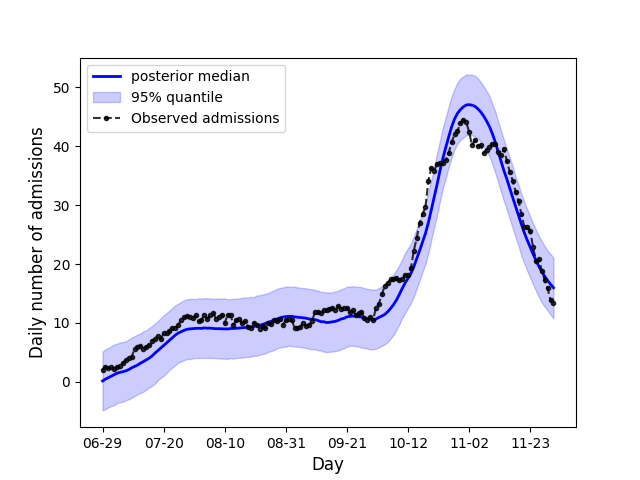 posterior median
95% quantile
Observed admissions
Daily number of admissions
50
40
30
20
10
0
06-29 07-20 08-10 08-31 09-21 10-12 11-02 11-23
Day